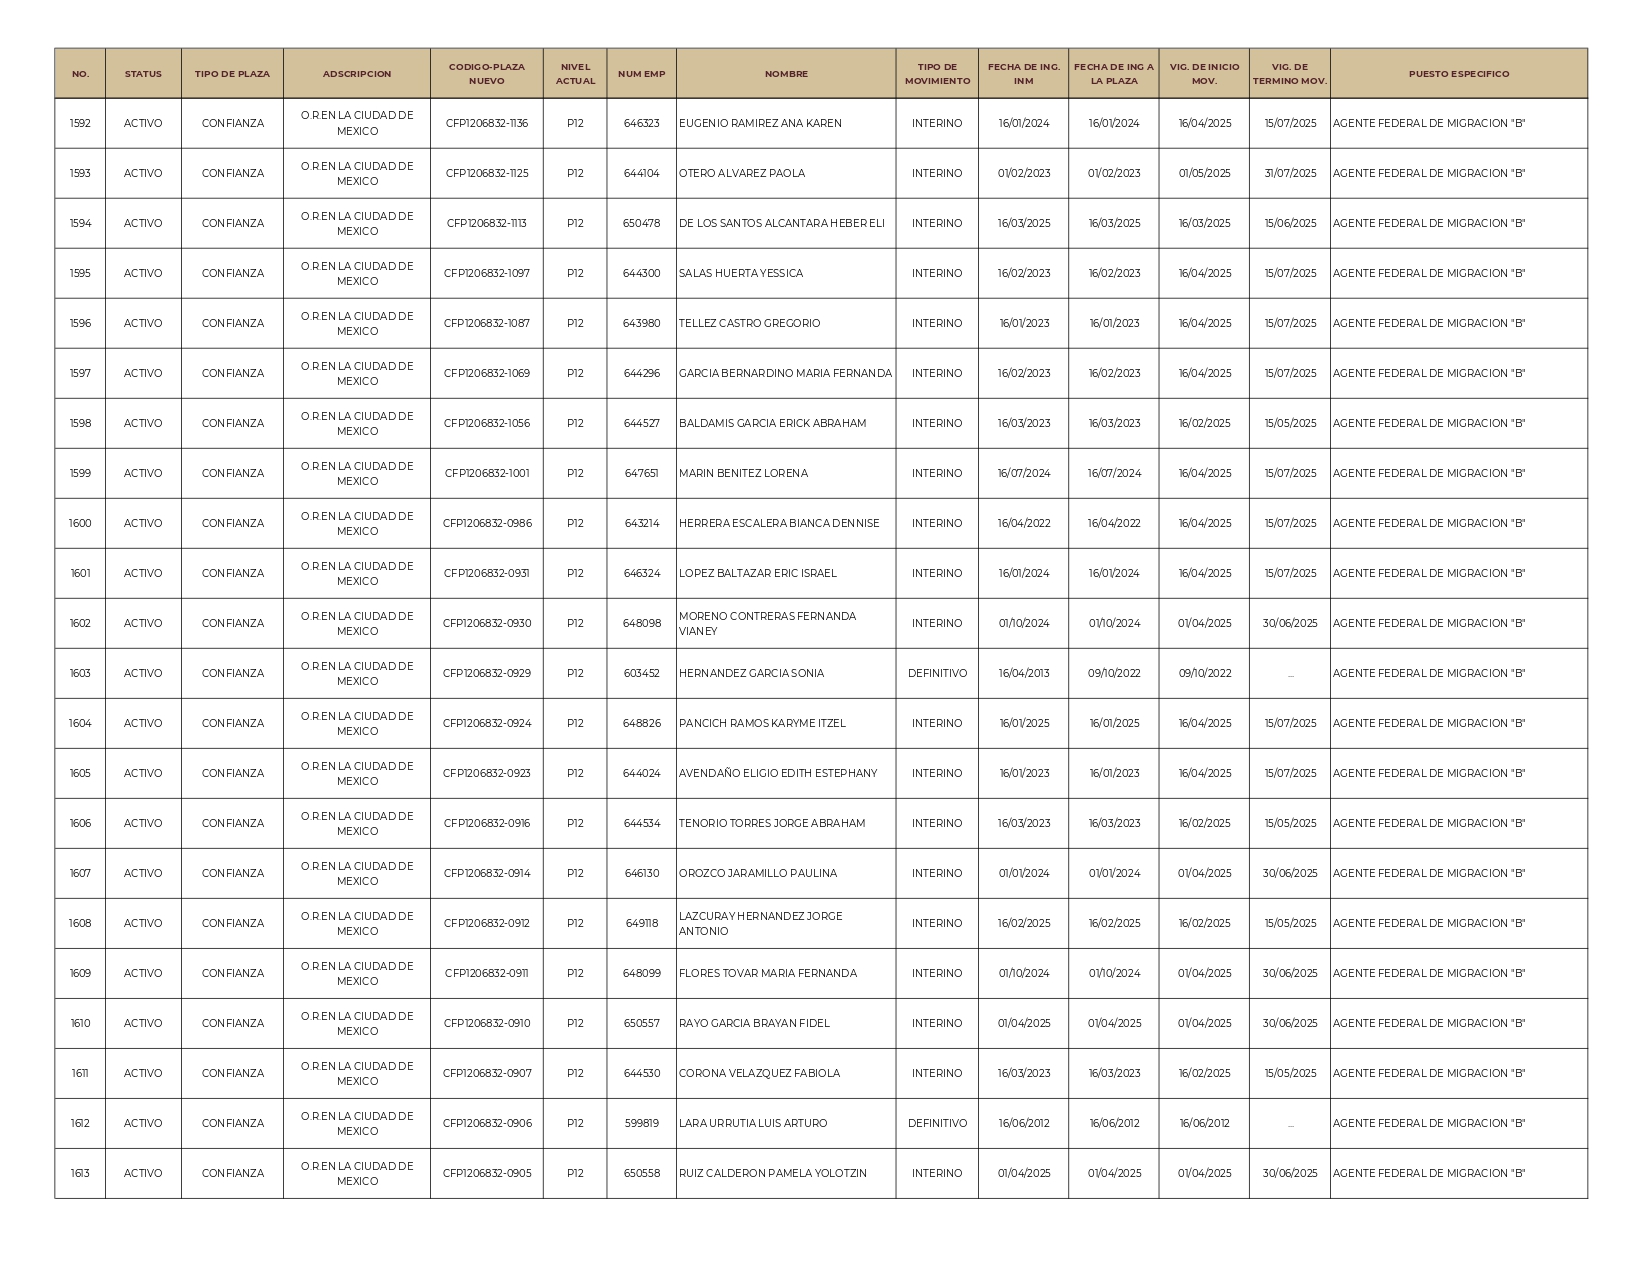 NO. STATUS TIPO DE PLAZA ADSCRIPCION CODIGO-PLAZA NUEVO NIVEL ACTUAL NUM EMP NOMBRE TIPO DE MOVIMIENTO FECHA DE ING. INM FECHA DE ING A LA PLAZA VIG. DE INICIO MOV. VIG. DE TERMINO MOV. PUESTO ESPECIFICO
1592 ACTIVO CONFIANZA O.R.EN LA CIUDAD DE MEXICO CFP1206832-1136 P12 646323 EUGENIO RAMIREZ ANA KAREN INTERINO 16/01/2024 16/01/2024 16/04/2025 15/07/2025 AGENTE FEDERAL DE MIGRACION "B"
1593 ACTIVO CONFIANZA O.R.EN LA CIUDAD DE MEXICO CFP1206832-1125 P12 644104 OTERO ALVAREZ PAOLA INTERINO 01/02/2023 01/02/2023 01/05/2025 31/07/2025 AGENTE FEDERAL DE MIGRACION "B"
1594 ACTIVO CONFIANZA O.R.EN LA CIUDAD DE MEXICO CFP1206832-1113 P12 650478 DE LOS SANTOS ALCANTARA HEBER ELI INTERINO 16/03/2025 16/03/2025 16/03/2025 15/06/2025 AGENTE FEDERAL DE MIGRACION "B"
1595 ACTIVO CONFIANZA O.R.EN LA CIUDAD DE MEXICO CFP1206832-1097 P12 644300 SALAS HUERTA YESSICA INTERINO 16/02/2023 16/02/2023 16/04/2025 15/07/2025 AGENTE FEDERAL DE MIGRACION "B"
1596 ACTIVO CONFIANZA O.R.EN LA CIUDAD DE MEXICO CFP1206832-1087 P12 643980 TELLEZ CASTRO GREGORIO INTERINO 16/01/2023 16/01/2023 16/04/2025 15/07/2025 AGENTE FEDERAL DE MIGRACION "B"
1597 ACTIVO CONFIANZA O.R.EN LA CIUDAD DE MEXICO CFP1206832-1069 P12 644296 GARCIA BERNARDINO MARIA FERNANDA INTERINO 16/02/2023 16/02/2023 16/04/2025 15/07/2025 AGENTE FEDERAL DE MIGRACION "B"
1598 ACTIVO CONFIANZA O.R.EN LA CIUDAD DE MEXICO CFP1206832-1056 P12 644527 BALDAMIS GARCIA ERICK ABRAHAM INTERINO 16/03/2023 16/03/2023 16/02/2025 15/05/2025 AGENTE FEDERAL DE MIGRACION "B"
1599 ACTIVO CONFIANZA O.R.EN LA CIUDAD DE MEXICO CFP1206832-1001 P12 647651 MARIN BENITEZ LORENA INTERINO 16/07/2024 16/07/2024 16/04/2025 15/07/2025 AGENTE FEDERAL DE MIGRACION "B"
1600 ACTIVO CONFIANZA O.R.EN LA CIUDAD DE MEXICO CFP1206832-0986 P12 643214 HERRERA ESCALERA BIANCA DENNISE INTERINO 16/04/2022 16/04/2022 16/04/2025 15/07/2025 AGENTE FEDERAL DE MIGRACION "B"
1601 ACTIVO CONFIANZA O.R.EN LA CIUDAD DE MEXICO CFP1206832-0931 P12 646324 LOPEZ BALTAZAR ERIC ISRAEL INTERINO 16/01/2024 16/01/2024 16/04/2025 15/07/2025 AGENTE FEDERAL DE MIGRACION "B"
1602 ACTIVO CONFIANZA O.R.EN LA CIUDAD DE MEXICO CFP1206832-0930 P12 648098 MORENO CONTRERAS FERNANDA VIANEY INTERINO 01/10/2024 01/10/2024 01/04/2025 30/06/2025 AGENTE FEDERAL DE MIGRACION "B"
1603 ACTIVO CONFIANZA O.R.EN LA CIUDAD DE MEXICO CFP1206832-0929 P12 603452 HERNANDEZ GARCIA SONIA DEFINITIVO 16/04/2013 09/10/2022 09/10/2022 ... AGENTE FEDERAL DE MIGRACION "B"
1604 ACTIVO CONFIANZA O.R.EN LA CIUDAD DE MEXICO CFP1206832-0924 P12 648826 PANCICH RAMOS KARYME ITZEL INTERINO 16/01/2025 16/01/2025 16/04/2025 15/07/2025 AGENTE FEDERAL DE MIGRACION "B"
1605 ACTIVO CONFIANZA O.R.EN LA CIUDAD DE MEXICO CFP1206832-0923 P12 644024 AVENDAÑO ELIGIO EDITH ESTEPHANY INTERINO 16/01/2023 16/01/2023 16/04/2025 15/07/2025 AGENTE FEDERAL DE MIGRACION "B"
1606 ACTIVO CONFIANZA O.R.EN LA CIUDAD DE MEXICO CFP1206832-0916 P12 644534 TENORIO TORRES JORGE ABRAHAM INTERINO 16/03/2023 16/03/2023 16/02/2025 15/05/2025 AGENTE FEDERAL DE MIGRACION "B"
1607 ACTIVO CONFIANZA O.R.EN LA CIUDAD DE MEXICO CFP1206832-0914 P12 646130 OROZCO JARAMILLO PAULINA INTERINO 01/01/2024 01/01/2024 01/04/2025 30/06/2025 AGENTE FEDERAL DE MIGRACION "B"
1608 ACTIVO CONFIANZA O.R.EN LA CIUDAD DE MEXICO CFP1206832-0912 P12 649118 LAZCURAY HERNANDEZ JORGE ANTONIO INTERINO 16/02/2025 16/02/2025 16/02/2025 15/05/2025 AGENTE FEDERAL DE MIGRACION "B"
1609 ACTIVO CONFIANZA O.R.EN LA CIUDAD DE MEXICO CFP1206832-0911 P12 648099 FLORES TOVAR MARIA FERNANDA INTERINO 01/10/2024 01/10/2024 01/04/2025 30/06/2025 AGENTE FEDERAL DE MIGRACION "B"
1610 ACTIVO CONFIANZA O.R.EN LA CIUDAD DE MEXICO CFP1206832-0910 P12 650557 RAYO GARCIA BRAYAN FIDEL INTERINO 01/04/2025 01/04/2025 01/04/2025 30/06/2025 AGENTE FEDERAL DE MIGRACION "B"
1611 ACTIVO CONFIANZA O.R.EN LA CIUDAD DE MEXICO CFP1206832-0907 P12 644530 CORONA VELAZQUEZ FABIOLA INTERINO 16/03/2023 16/03/2023 16/02/2025 15/05/2025 AGENTE FEDERAL DE MIGRACION "B"
1612 ACTIVO CONFIANZA O.R.EN LA CIUDAD DE MEXICO CFP1206832-0906 P12 599819 LARA URRUTIA LUIS ARTURO DEFINITIVO 16/06/2012 16/06/2012 16/06/2012 ... AGENTE FEDERAL DE MIGRACION "B"
1613 ACTIVO CONFIANZA O.R.EN LA CIUDAD DE MEXICO CFP1206832-0905 P12 650558 RUIZ CALDERON PAMELA YOLOTZIN INTERINO 01/04/2025 01/04/2025 01/04/2025 30/06/2025 AGENTE FEDERAL DE MIGRACION "B"